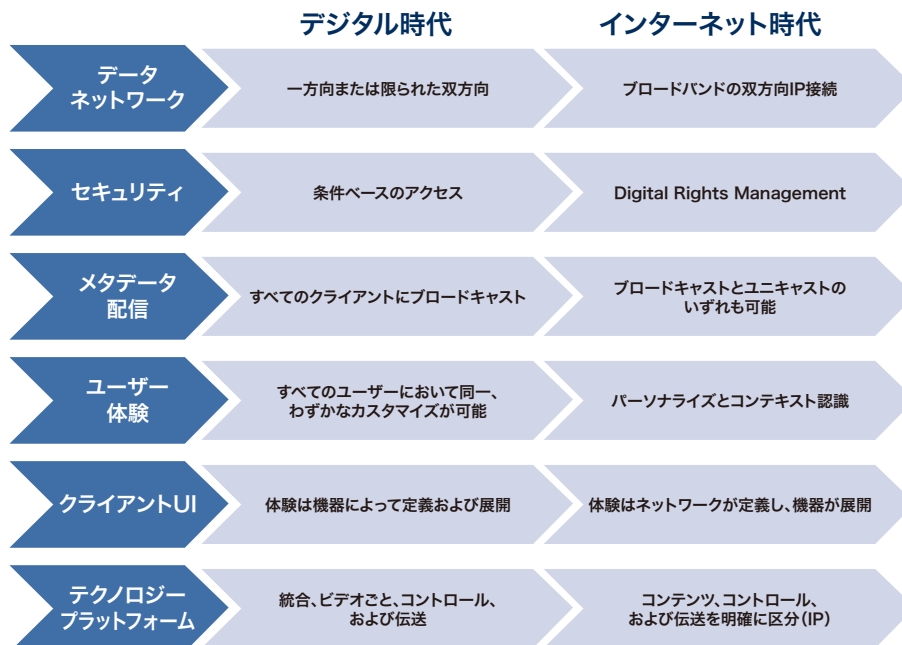 デジタル時代
インターネット時代
データ
ネットワーク
一方向または限られた双方向
ブロードバンドの双方向IP接続
セキュリティ
条件ベースのアクセス
Digital Rights Management
メタデータ
配信
すべてのクライアントにブロードキャスト
ブロードキャストとユニキャストの
いずれも可能
ユーザー
体験
すべてのユーザーにおいて同一、
わずかなカスタマイズが可能
パーソナライズとコンテキスト認識
クライアントUI
体験は機器によって定義および展開
体験はネットワークが定義し、機器が展開
テクノロジー
プラットフォーム
統合、ビデオごと、コントロール、
および伝送
コンテンツ、コントロール、
および伝送を明確に区分(IP)